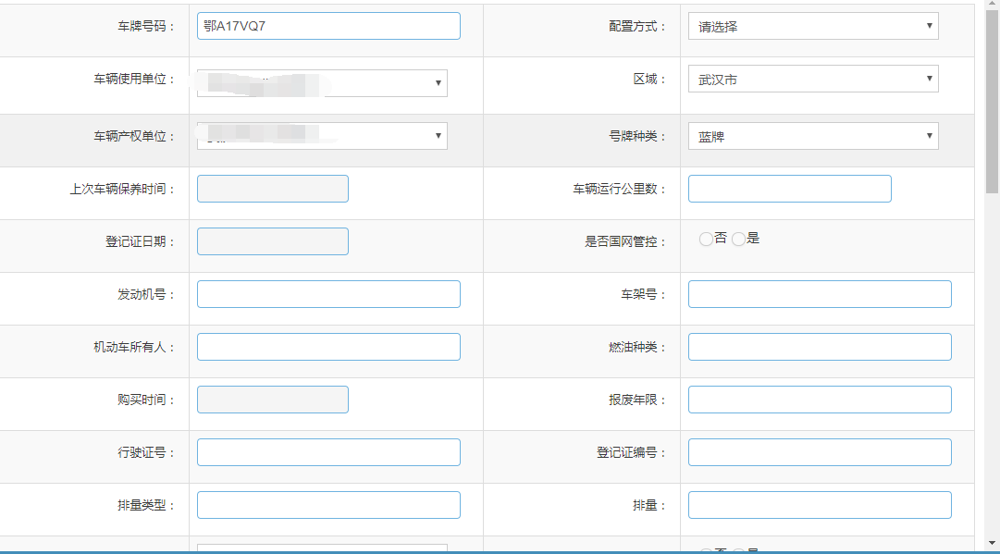 车牌号码： 鄂A17VQ7 配置方式： 请选择
车辆使用单位： 区域： 武汉市
车辆产权单位： 号牌种类： 蓝牌
上次车辆保养时间： 车辆运行公里数：
登记证日期： 是否国网管控： 否 是
发动机号： 车架号：
机动车所有人： 燃油种类：
购买时间： 报废年限：
行驶证号： 登记证编号：
排量类型： 排量：